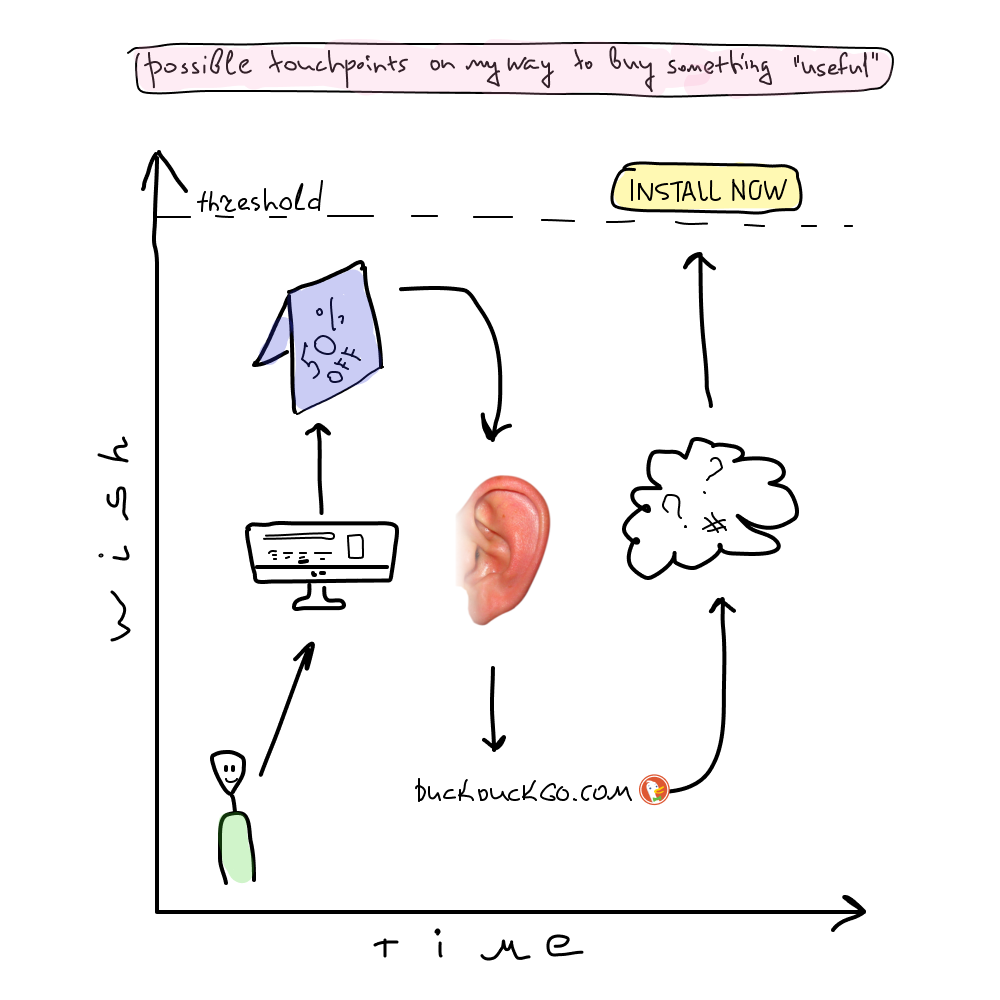 possible touchpoints on my way to buy something "useful"
threshold
INSTALL NOW
50%
OFF
? ? #
wish
DUCKDUCKGO.COM
TIME